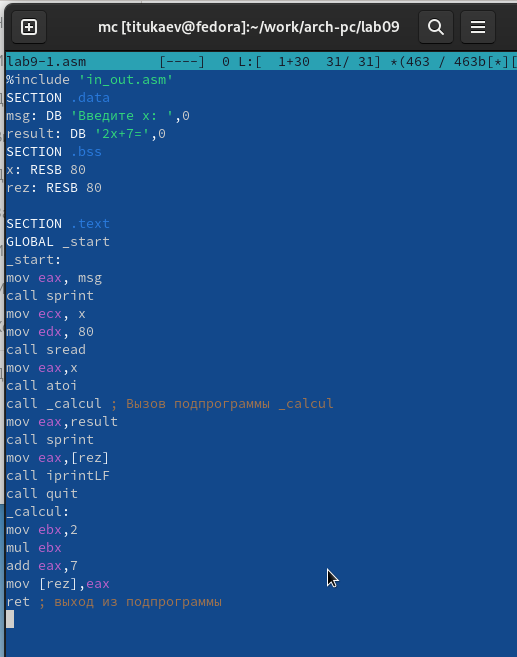 mc [titukaev@fedora]:~/work/arch-pc/lab09
lab9-1.asm [----] 0 L:[ 1+30 31/ 31] *(463 / 463b[*][
%include 'in_out.asm'
SECTION .data
msg: DB 'Введите x: ',0
result: DB '2x+7=',0
SECTION .bss
x: RESB 80
rez: RESB 80
SECTION .text
GLOBAL _start
_start:
mov eax, msg
call sprint
mov ecx, x
mov edx, 80
call sread
mov eax,x
call atoi
call _calcul ; Вызов подпрограммы _calcul
mov eax,result
call sprint
mov eax,[rez]
call iprintLF
call quit
_calcul:
mov ebx,2
mul ebx
add eax,7
mov [rez],eax
ret ; выход из подпрограммы